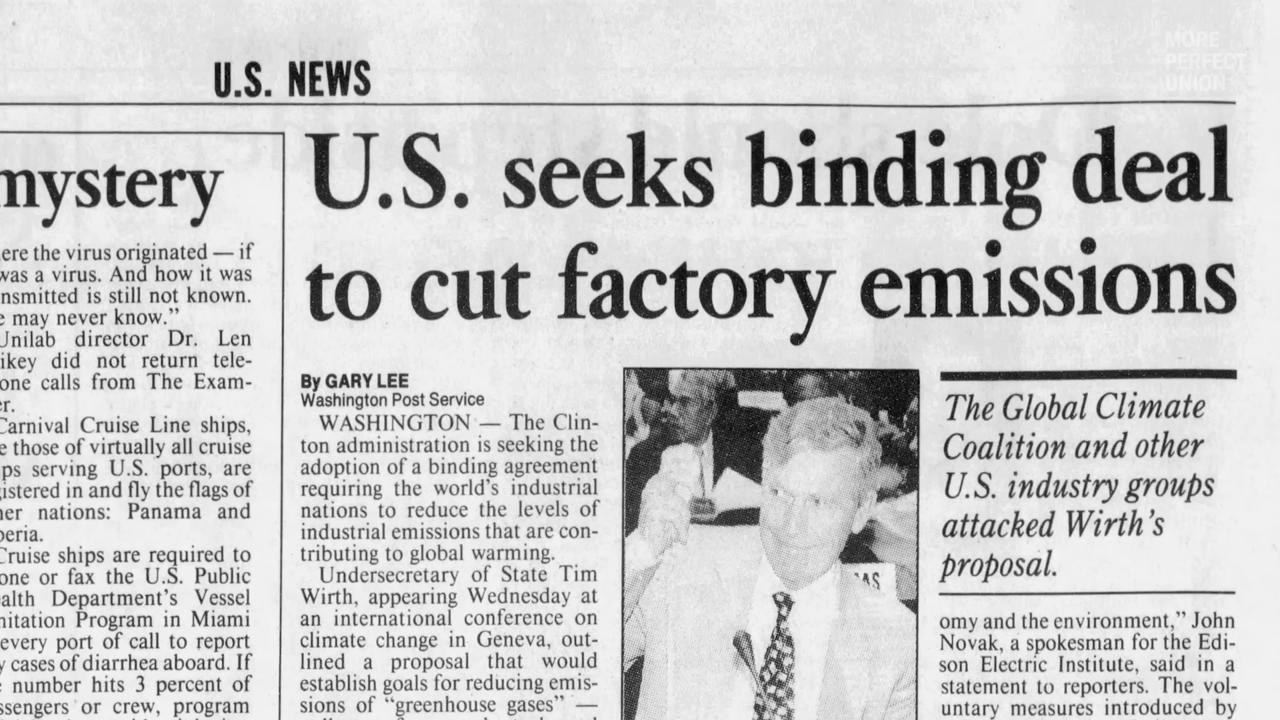 MORE
PERFECT
UNION
U.S. NEWS
mystery
ere the virus originated — if
was a virus. And how it was
nsmitted is still not known.
e may never know.”
Unilab director Dr. Len
ikey did not return tele-
one calls from The Exam-
er.
Carnival Cruise Line ships,
e those of virtually all cruise
ps serving U.S. ports, are
gistered in and fly the flags of
her nations: Panama and
beria.
Cruise ships are required to
one or fax the U.S. Public
ealth Department’s Vessel
nitation Program in Miami
every port of call to report
y cases of diarrhea aboard. If
e number hits 3 percent of
ssengers or crew, program
U.S. seeks binding deal
to cut factory emissions
By GARY LEE
Washington Post Service
WASHINGTON — The Clin-
ton administration is seeking the
adoption of a binding agreement
requiring the world’s industrial
nations to reduce the levels of
industrial emissions that are con-
tributing to global warming.
Undersecretary of State Tim
Wirth, appearing Wednesday at
an international conference on
climate change in Geneva, out-
lined a proposal that would
establish goals for reducing emis-
sions of “greenhouse gases” —
The Global Climate
Coalition and other
U.S. industry groups
attacked Wirth’s
proposal.
omy and the environment,” John
Novak, a spokesman for the Edi-
son Electric Institute, said in a
statement to reporters. The vol-
untary measures introduced by